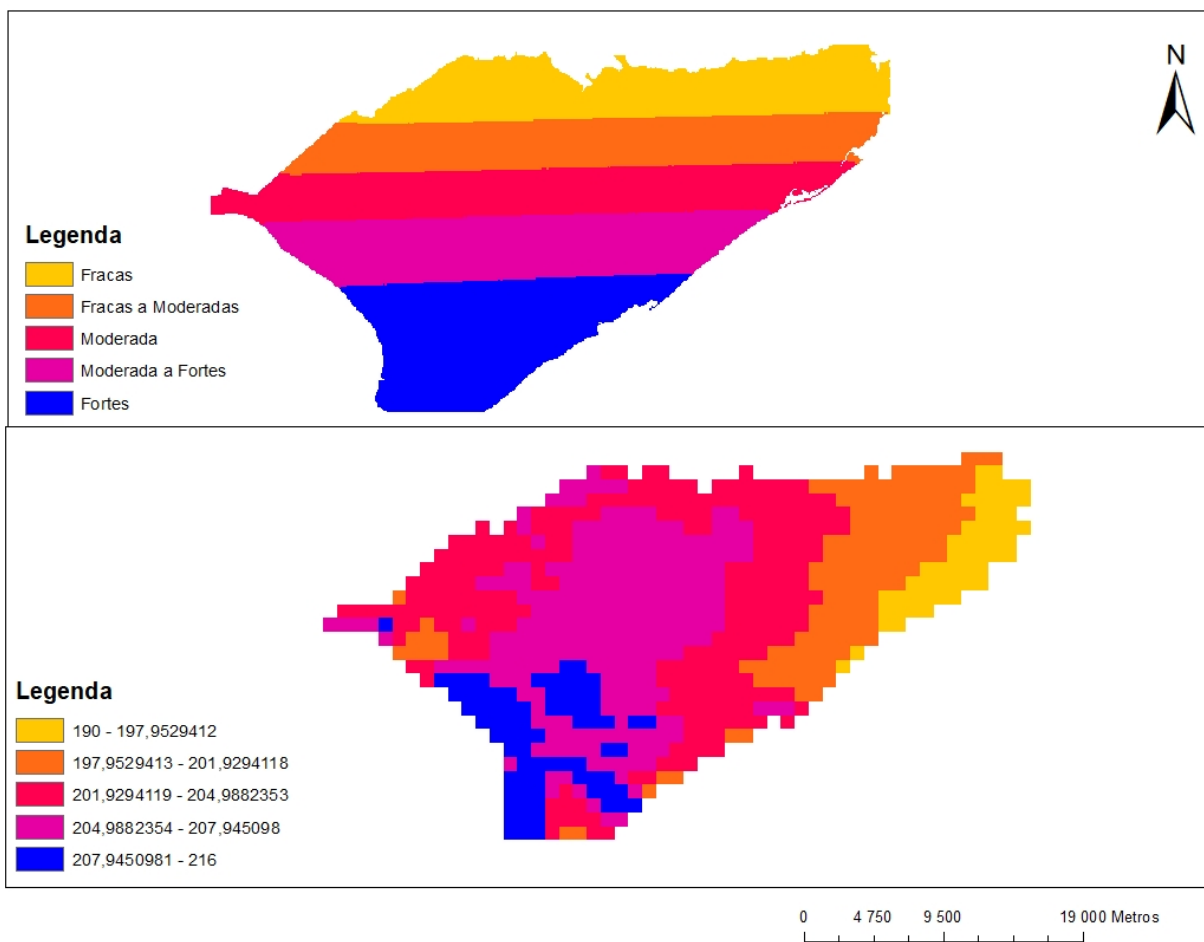 N
Legenda
Fracas
Fracas a Moderadas
Moderada
Moderada a Fortes
Fortes
Legenda
190 - 197,9529412
197,9529413 - 201,9294118
201,9294119 - 204,9882353
204,9882354 - 207,945098
207,9450981 - 216
0 4 750 9 500 19 000 Metros